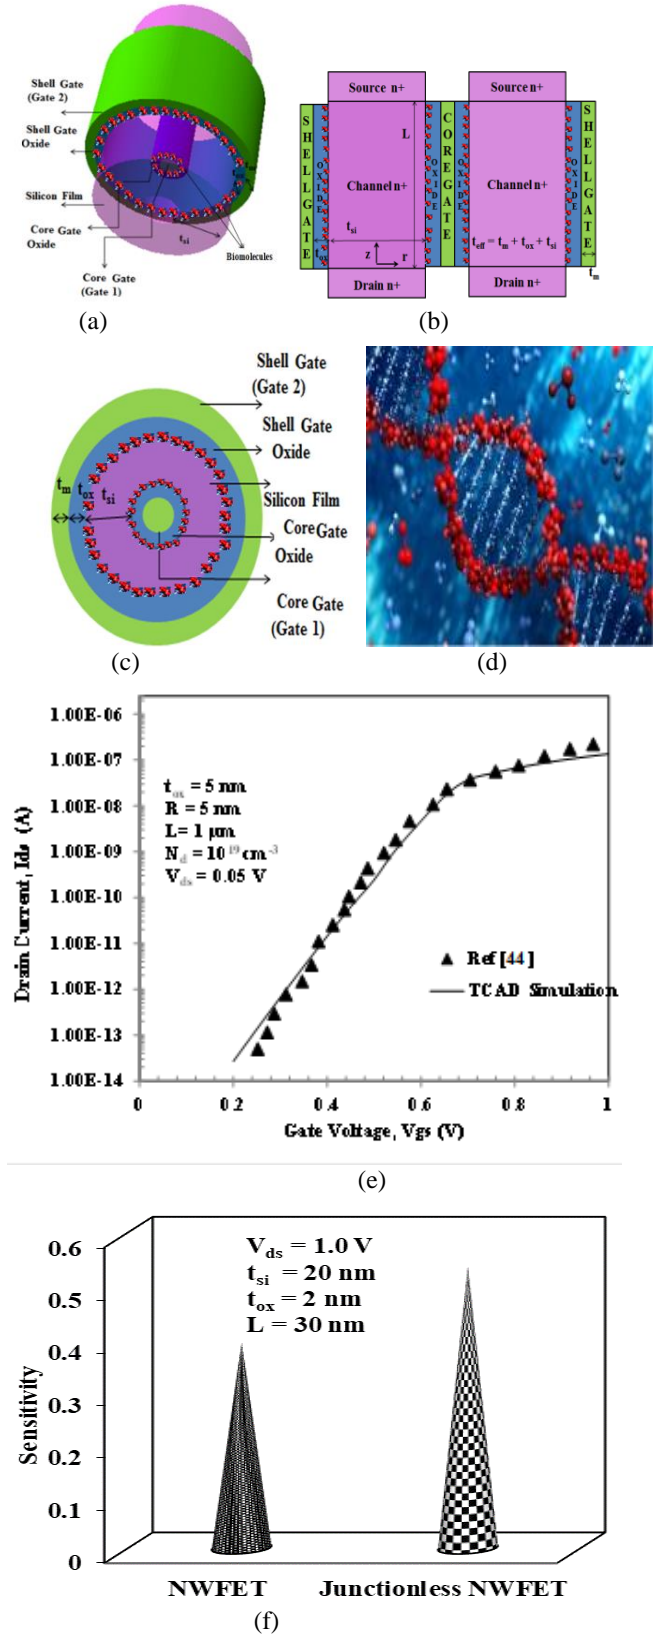 Shell Gate
(Gate 2)
Shell Gate
Oxide
Silicon Film
Core Gate
Oxide
Core Gate
(Gate 1)
t_si
Biomolecules
(a)
Source n+
Source n+
SHELLGATE
OXIDE
L
Channel n+
OXIDE
COREGATE
OXIDE
Channel n+
OXIDE
SHELLGATE
t_si
t_ox
z
r
t_eff = t_m + t_ox + t_si
t_m
Drain n+
Drain n+
(b)
Shell Gate
(Gate 2)
Shell Gate
Oxide
t_m
t_ox
t_si
Silicon Film
Core Gate
Oxide
Core Gate
(Gate 1)
(c)
(d)
1.00E-06
1.00E-07
1.00E-08
1.00E-09
1.00E-10
1.00E-11
1.00E-12
1.00E-13
1.00E-14
Drain Current, Ids (A)
t_ox = 5 nm
R = 5 nm
L= 1 μm
N_d = 10^19 cm^-3
V_ds = 0.05 V
Ref [44]
TCAD Simulation
0 0.2 0.4 0.6 0.8 1
Gate Voltage, Vgs (V)
(e)
0.6
0.5
0.4
0.3
0.2
0.1
0
Sensitivity
V_ds = 1.0 V
t_si = 20 nm
t_ox = 2 nm
L = 30 nm
NWFET
Junctionless NWFET
(f)